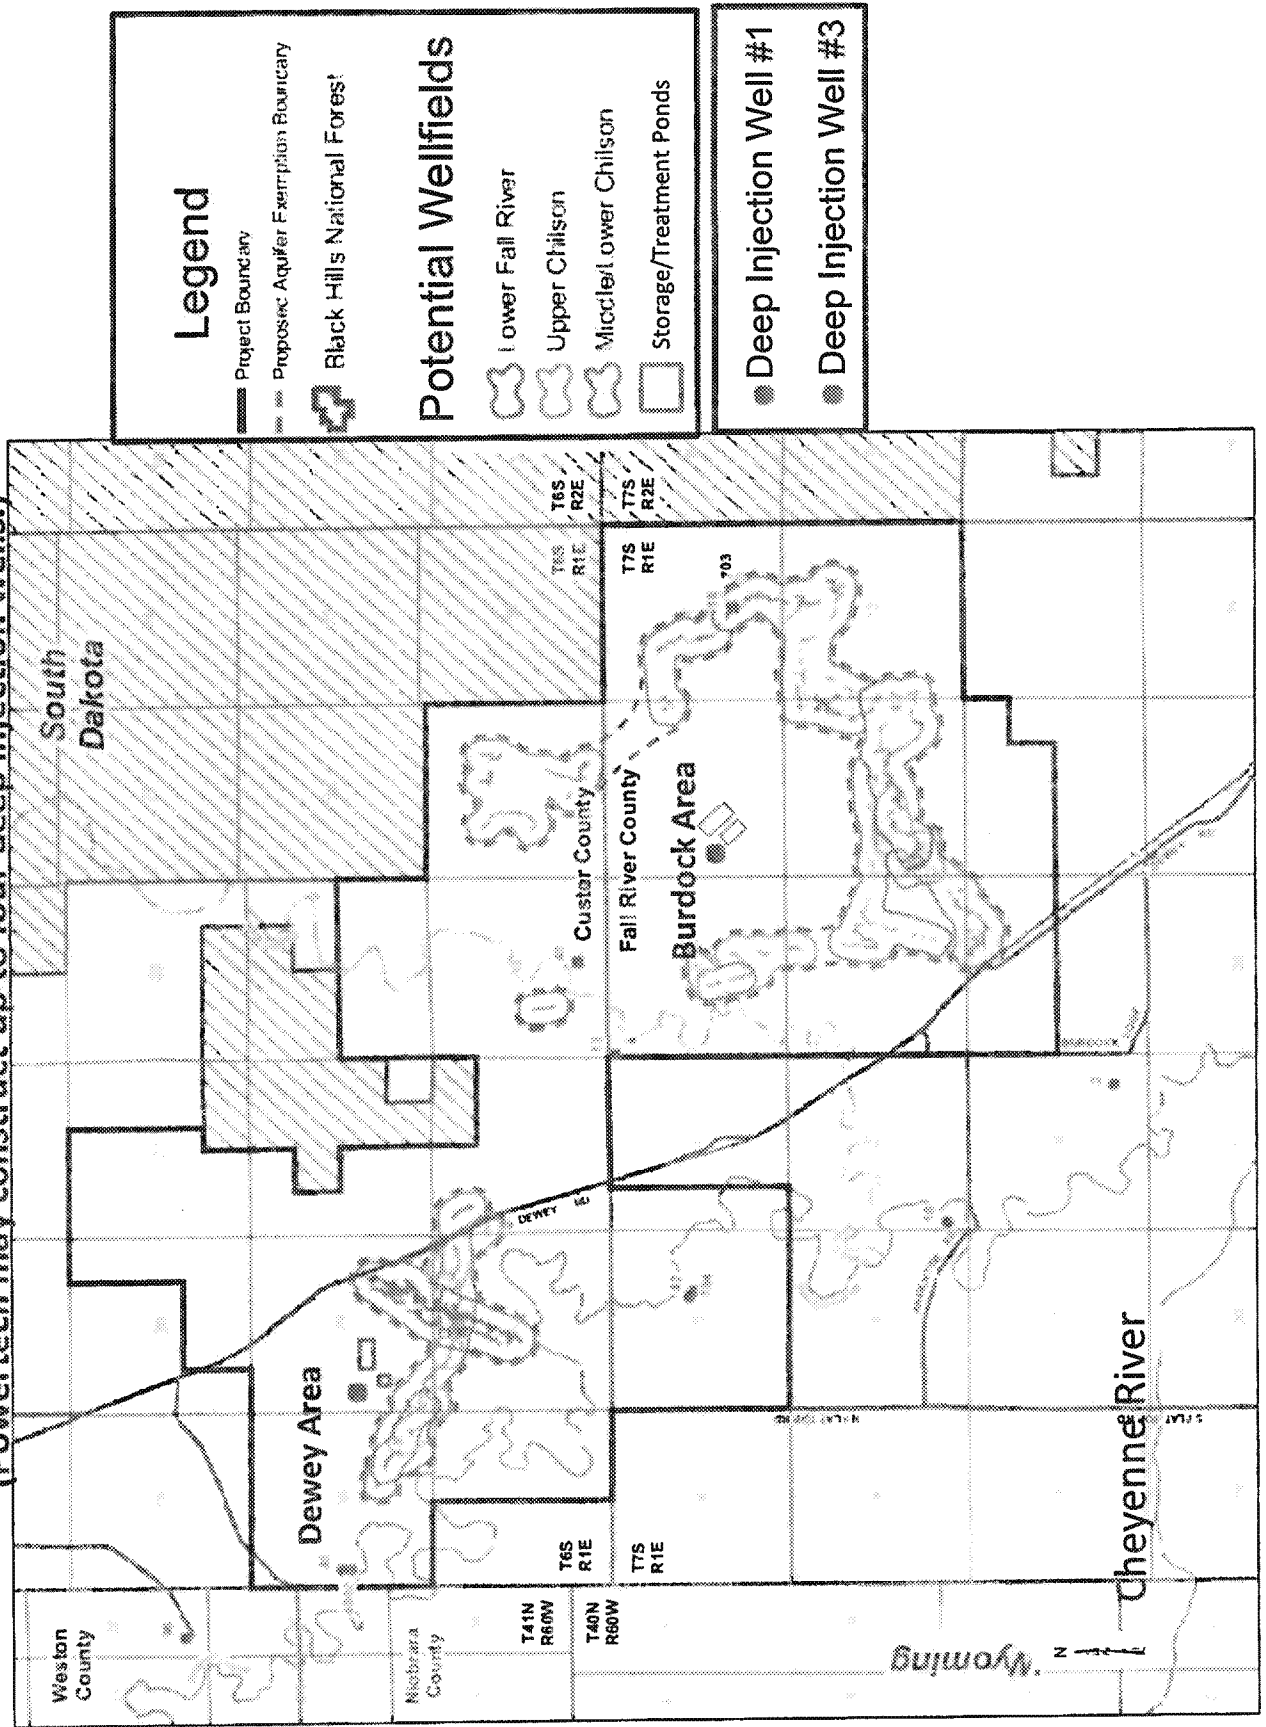 (Powertech may construct up to four deep injection wells.)
Legend
Project Boundary
Proposed Aquifer Exemption Boundary
Black Hills National Forest
Potential Wellfields
Lower Fall River
Upper Chilson
Middle/Lower Chilson
Storage/Treatment Ponds
Deep Injection Well #1
Deep Injection Well #3
South
Dakota
T6S
R2E
T7S
R2E
T6S
R1E
T7S
R1E
703
Custer County
Fall River County
Burdock Area
Dewey Area
DEWEY RD
T6S
R1E
T7S
R1E
Weston
County
Niobrara
County
T41N
R60W
T40N
R60W
Wyoming
N
Cheyenne River
S FLAT TOP RD